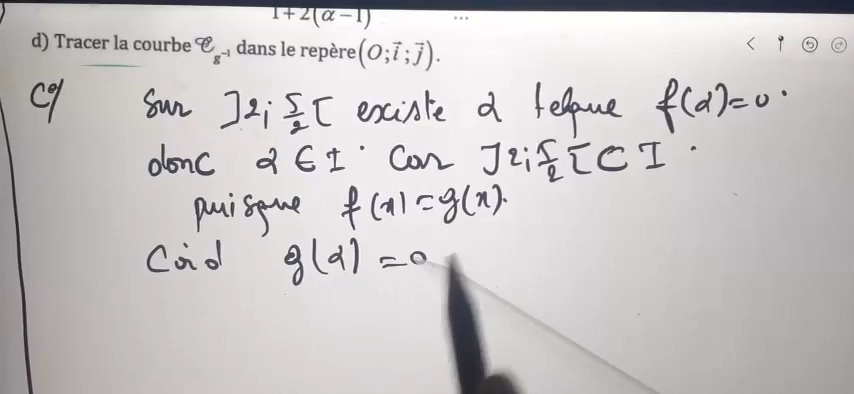 1+2(α−1) ...
d) Tracer la courbe 𝒞g⁻¹ dans le repère (O; i⃗; j⃗).
C°/ Sur ]2; 5/2[ existe α telque f(α)=0.
donc α ∈ I. Car ]2; 5/2[ ⊂ I.
puisque f(x) = g(x).
Càd g(α) = 0